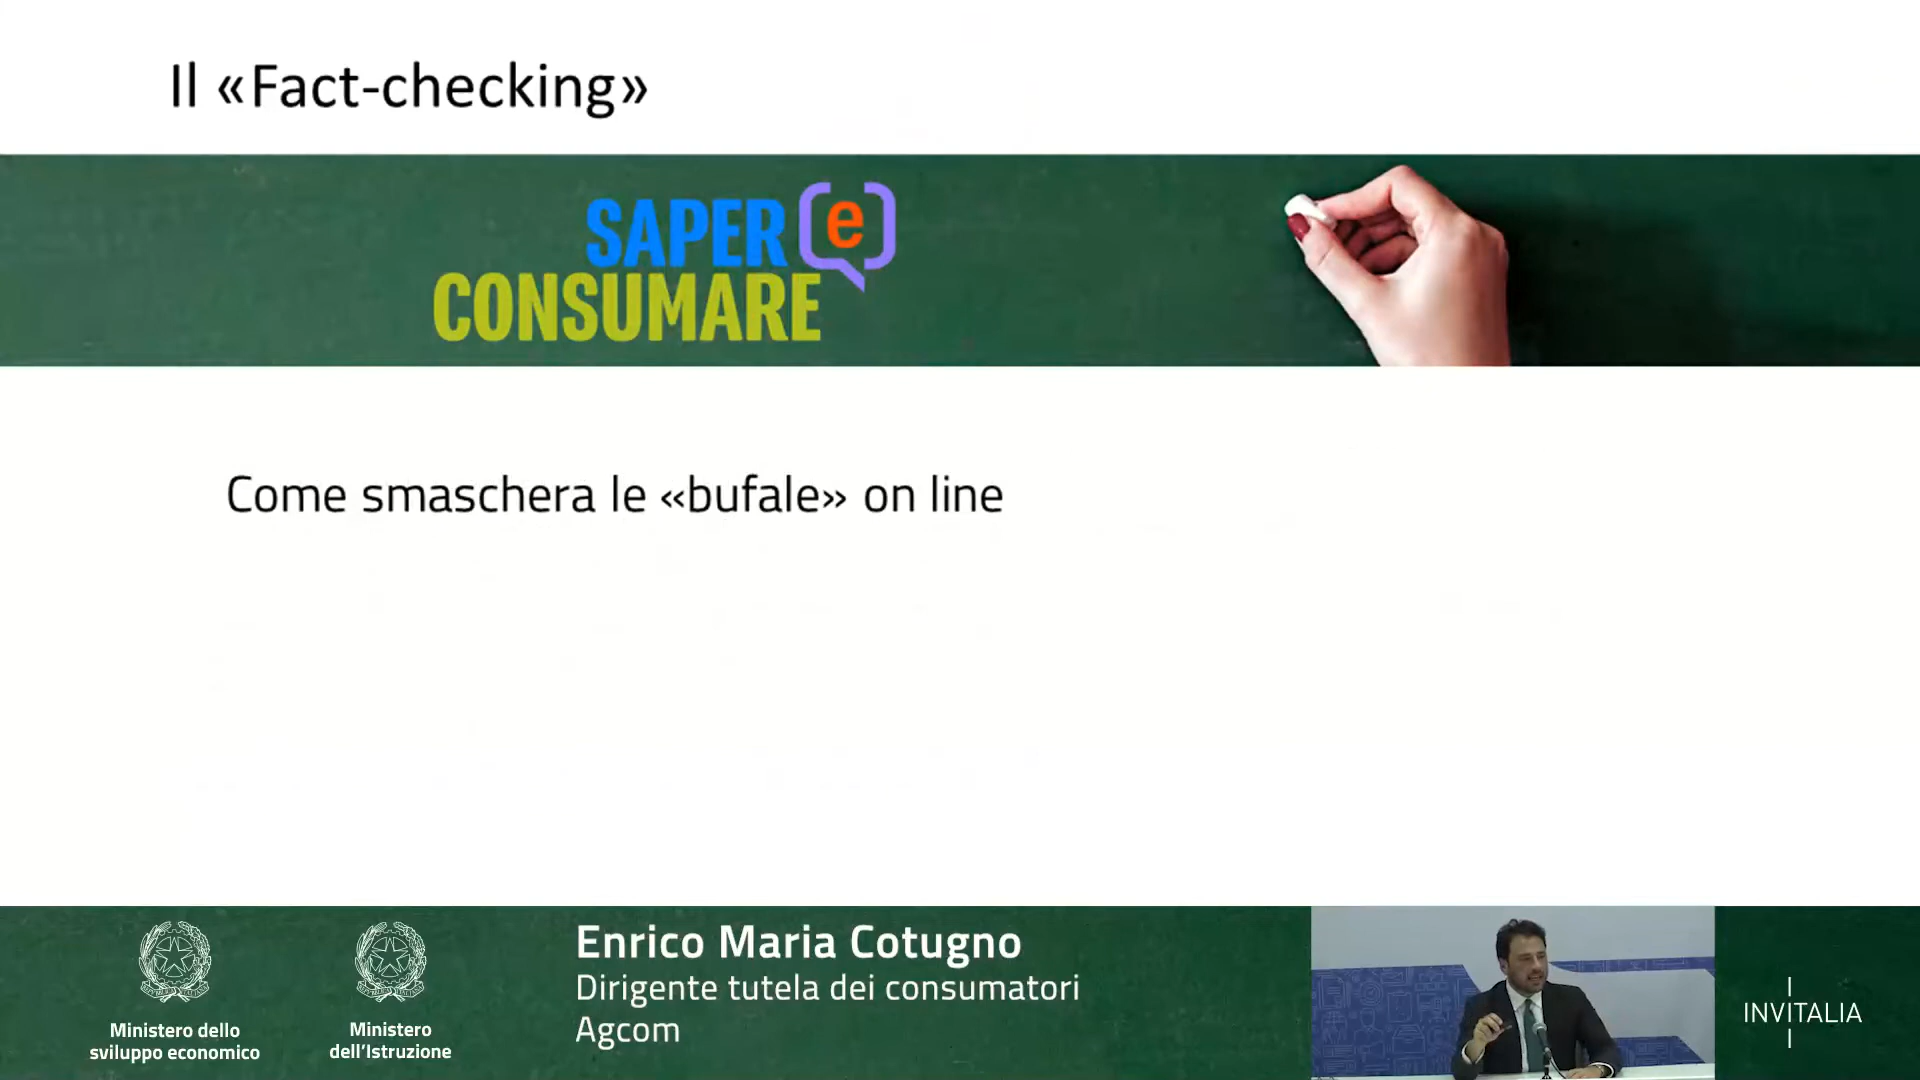 Il «Fact-checking»
SAPER e
CONSUMARE
Come smaschera le «bufale» on line
Enrico Maria Cotugno
Dirigente tutela dei consumatori
Agcom
Ministero dello
sviluppo economico
Ministero
dell'Istruzione
INVITALIA